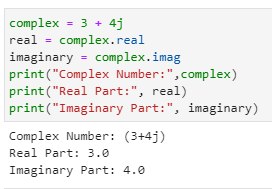 complex = 3 + 4j
real = complex.real
imaginary = complex.imag
print("Complex Number:",complex)
print("Real Part:", real)
print("Imaginary Part:", imaginary)
Complex Number: (3+4j)
Real Part: 3.0
Imaginary Part: 4.0